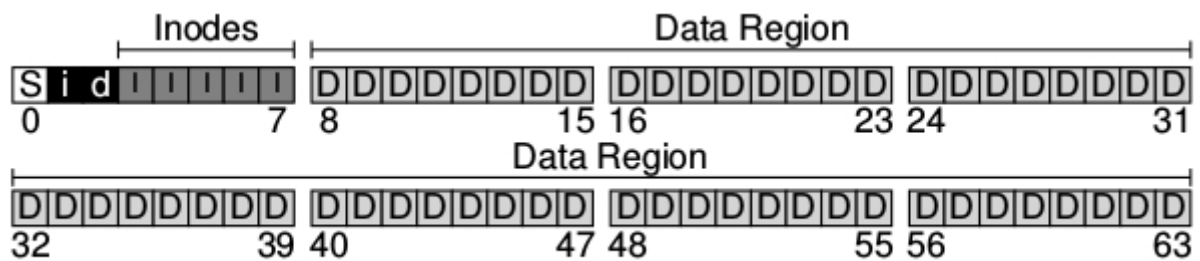 Inodes Data Region
S i d I I I I I D D D D D D D D D D D D D D D D D D D D D D D D
0 7 8 15 16 23 24 31
Data Region
D D D D D D D D D D D D D D D D D D D D D D D D D D D D D D D D
32 39 40 47 48 55 56 63